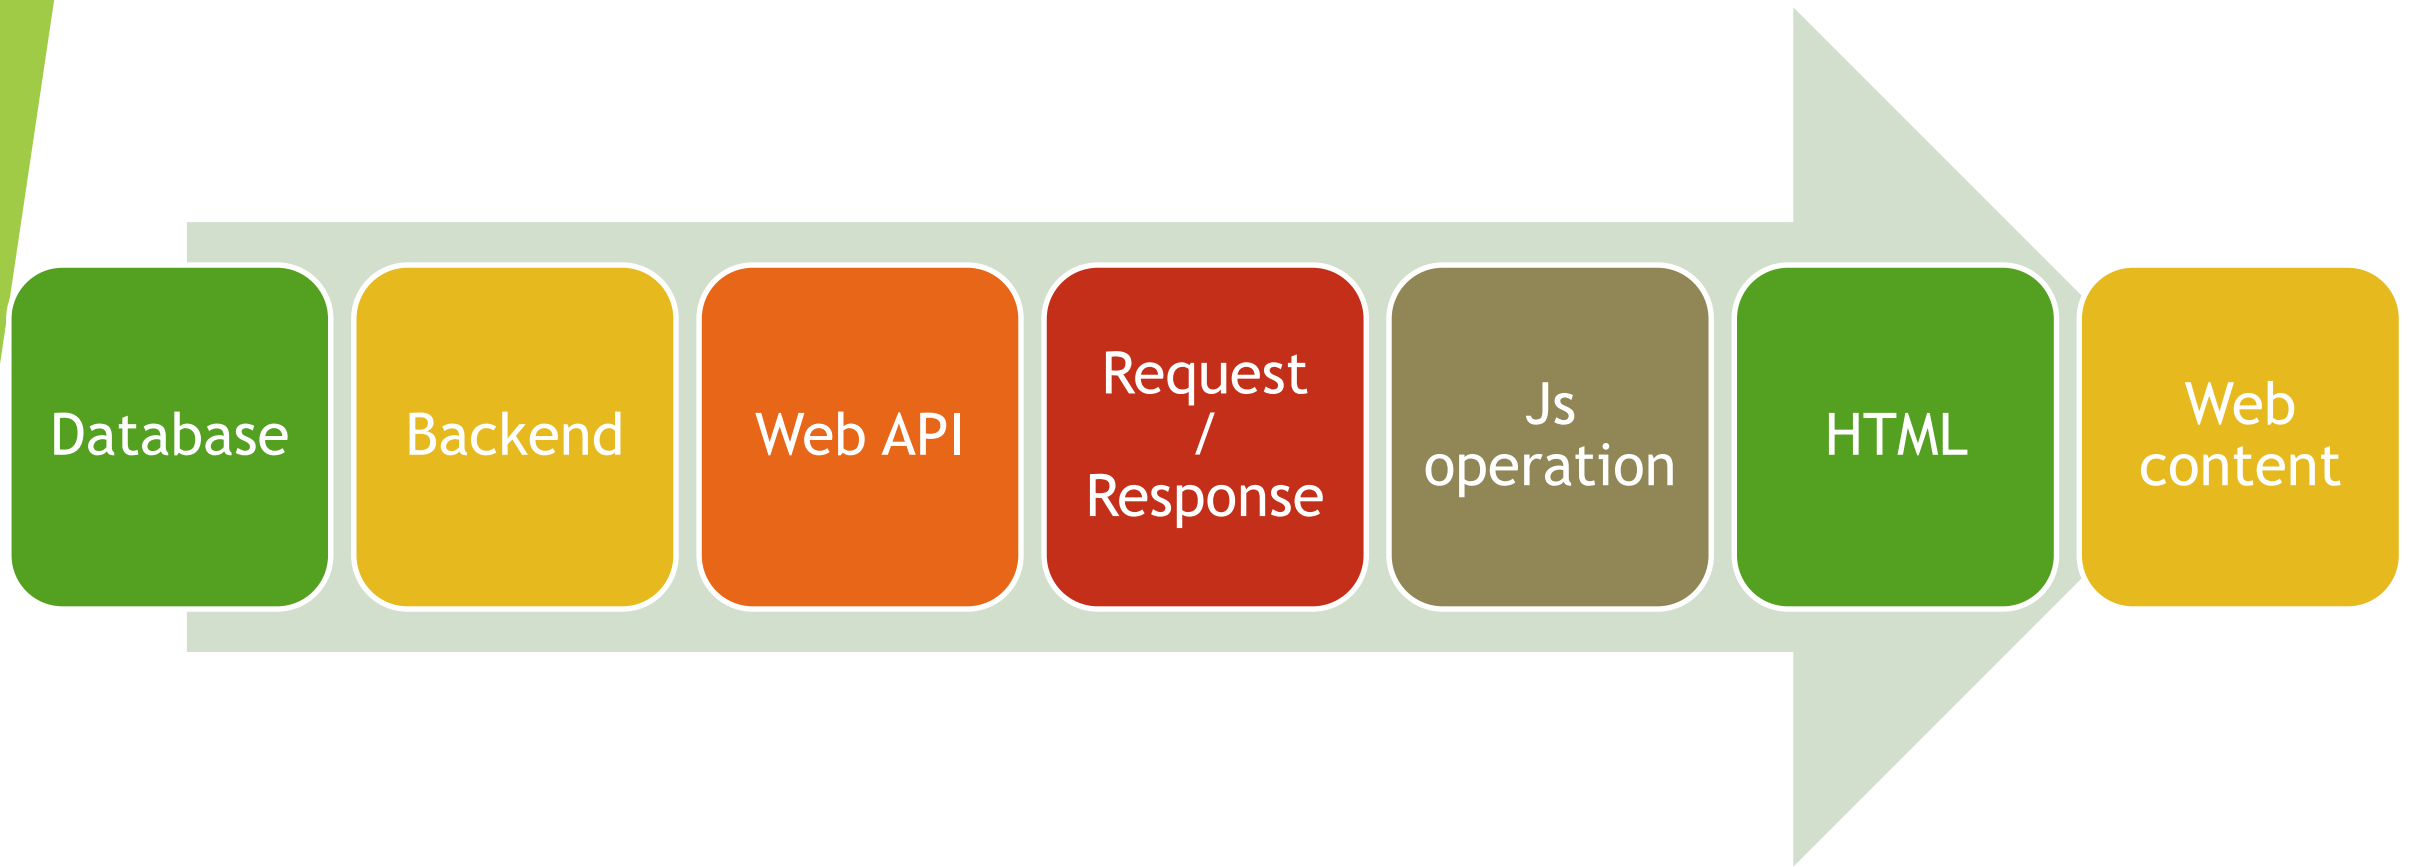 Database
Backend
Web API
Request
/
Response
Js
operation
HTML
Web
content